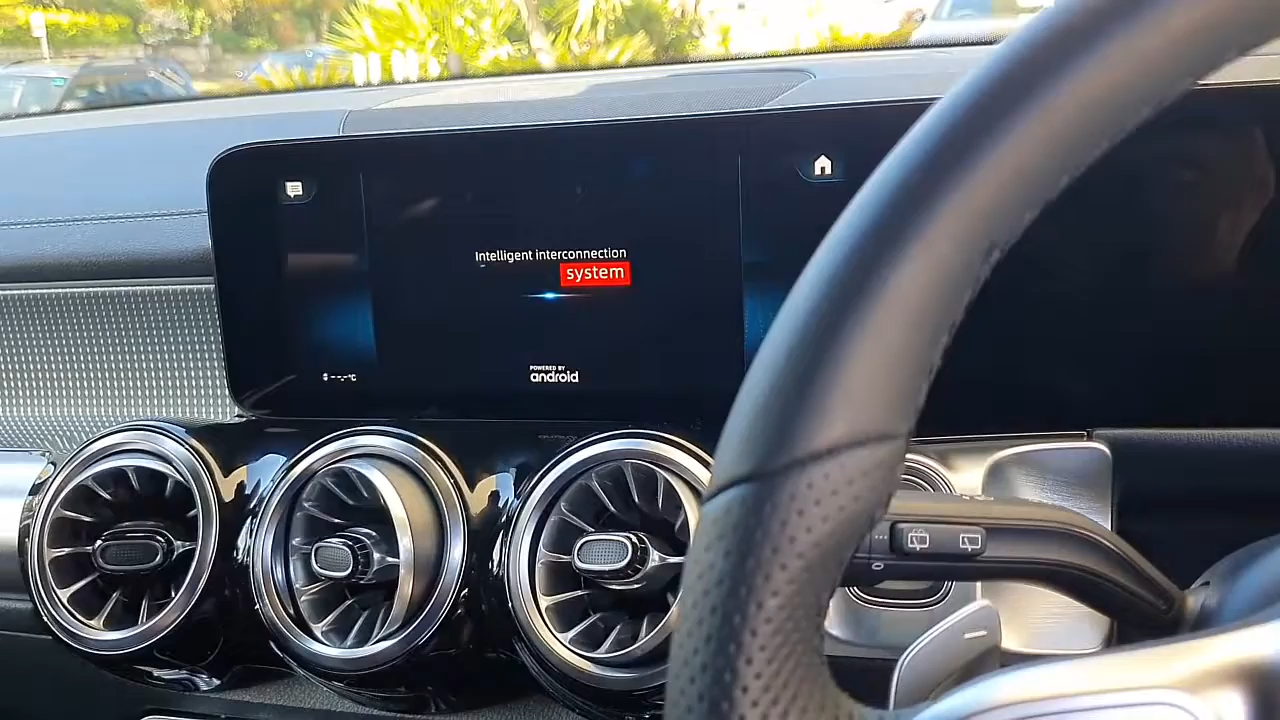 Intelligent interconnection
system
POWERED BY
android
--.-°C